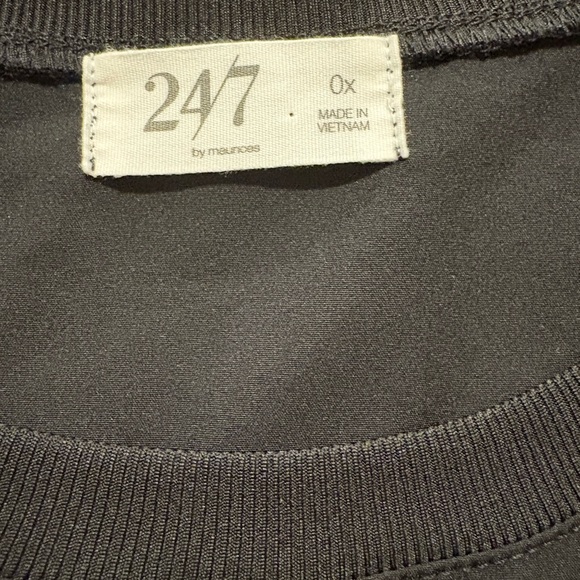 24/7
by maurices
0x
MADE IN
VIETNAM